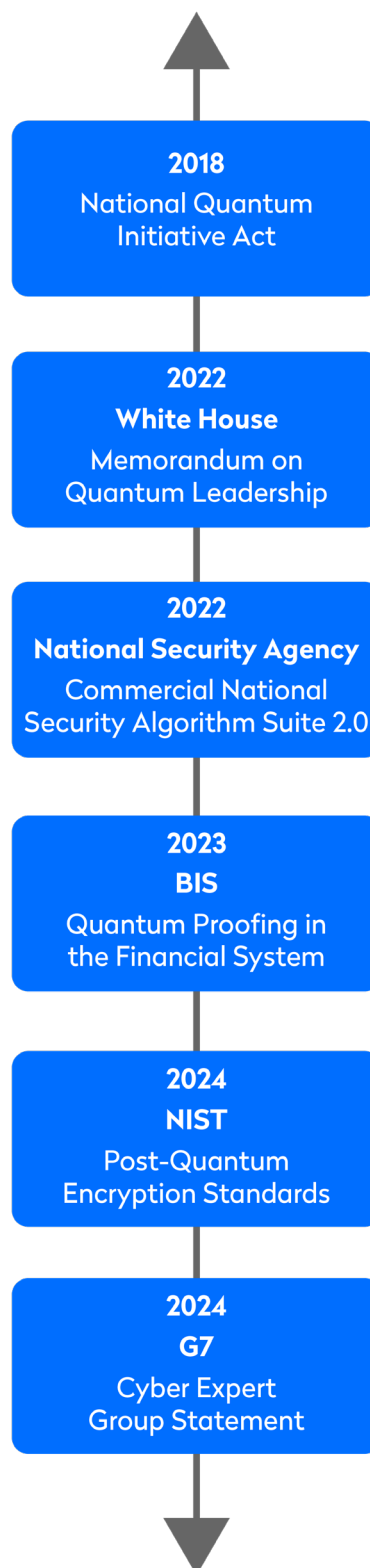 2018
National Quantum
Initiative Act
2022
White House
Memorandum on
Quantum Leadership
2022
National Security Agency
Commercial National
Security Algorithm Suite 2.0
2023
BIS
Quantum Proofing in
the Financial System
2024
NIST
Post-Quantum
Encryption Standards
2024
G7
Cyber Expert
Group Statement